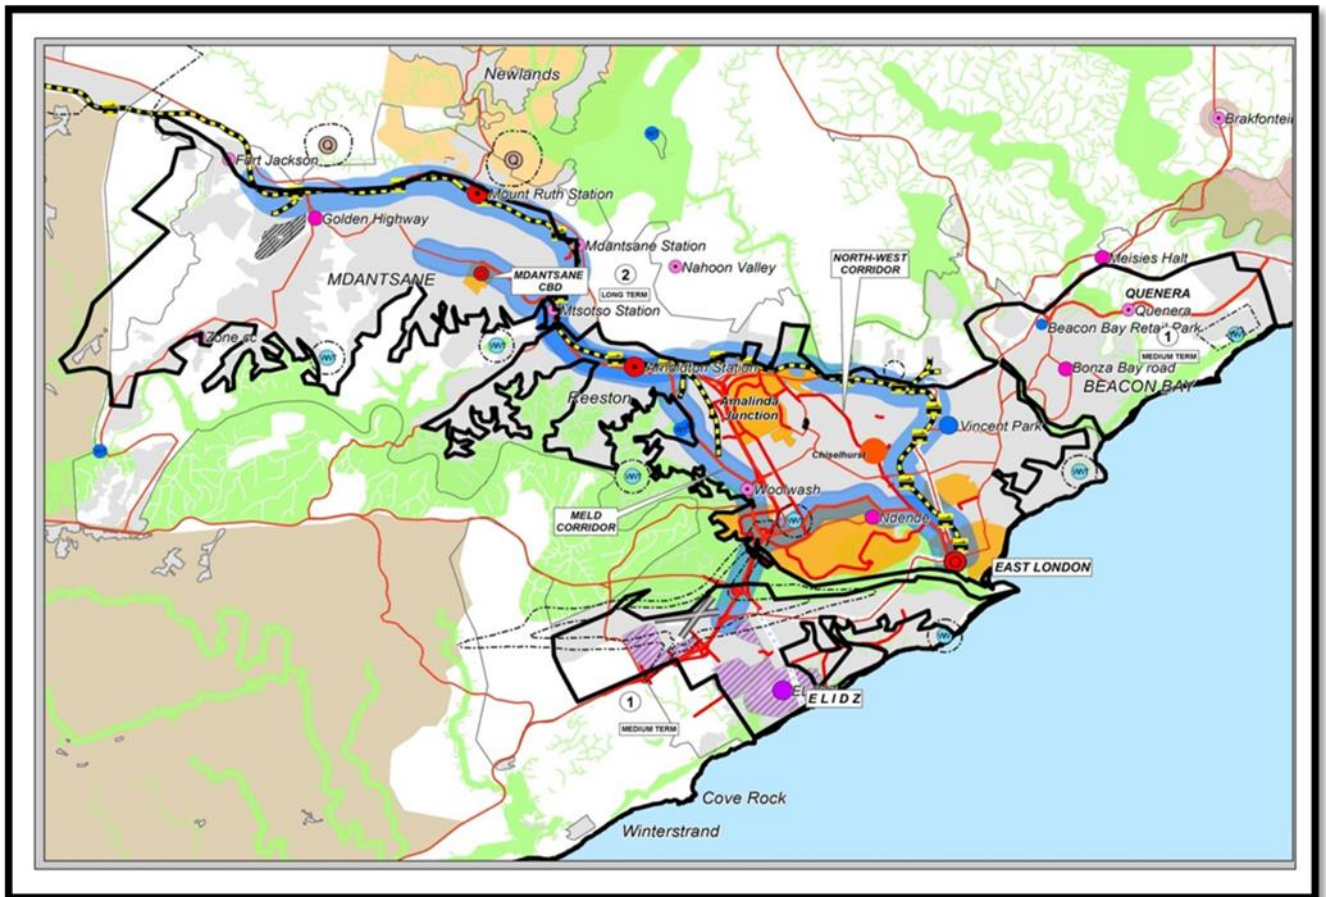 Newlands
Brakfontei
Q
Q
Fort Jackson
Mount Ruth Station
Golden Highway
Mdantsane Station
NORTH-WEST
CORRIDOR
Meisies Halt
MDANTSANE
MDANTSANE
CBD
2
LONG TERM
Nahoon Valley
QUENERA
Quenera
Mtsotso Station
Beacon Bay Retail Park
1
MEDIUM TERM
Zone
Arnoldton Station
Bonza Bay road
BEACON BAY
Reeston
Amalinda
Junction
Vincent Park
Chiselhurst
Woolwash
MELD
CORRIDOR
Ndende
EAST LONDON
ELIDZ
1
MEDIUM TERM
Cove Rock
Winterstrand